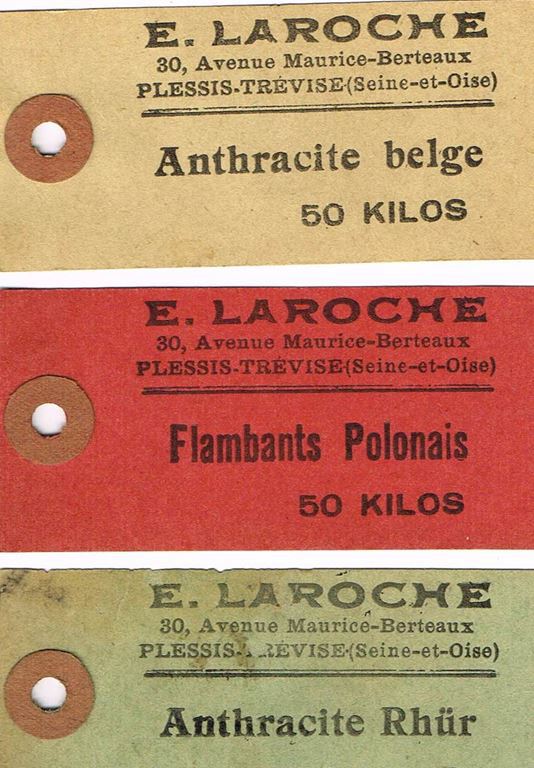 E. LAROCHE
30, Avenue Maurice-Berteaux
PLESSIS-TRÉVISE (Seine-et-Oise)
Anthracite belge
50 KILOS
E. LAROCHE
30, Avenue Maurice-Berteaux
PLESSIS-TRÉVISE (Seine-et-Oise)
Flambants Polonais
50 KILOS
E. LAROCHE
30, Avenue Maurice-Berteaux
PLESSIS-TRÉVISE (Seine-et-Oise)
Anthracite Rhür